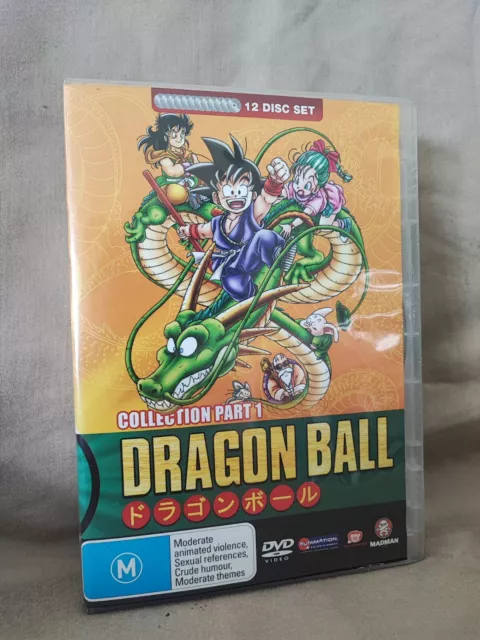 12 DISC SET
COLLECTION PART 1
DRAGON BALL
ドラゴンボール
M
Moderate
animated violence,
Sexual references,
Crude humour,
Moderate themes
DVD
VIDEO
FUNIMATION
MADMAN